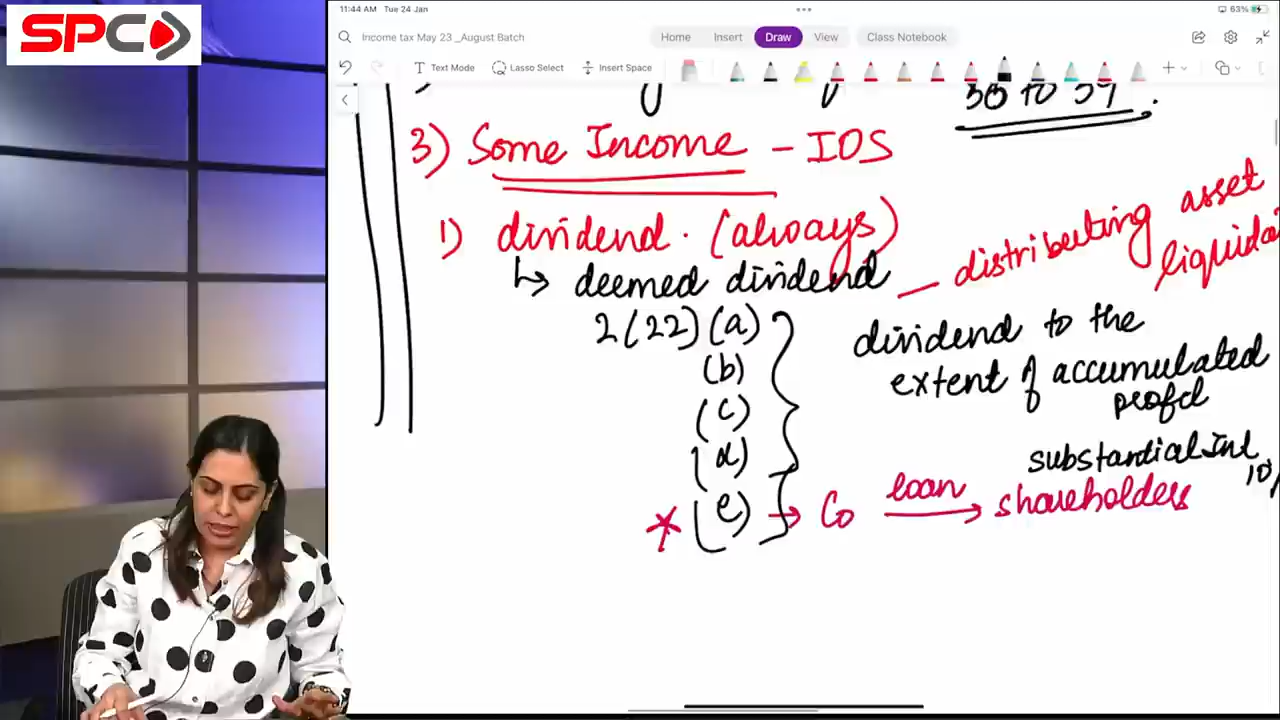 SPC
11:44 AM Tue 24 Jan
63%
Income tax May 23 _August Batch
Home Insert Draw View Class Notebook
Text Mode Lasso Select Insert Space
3) Some Income - IOS
1) dividend. (always)
↳ deemed dividend
— distributing asset
2(22)(a)
(b)
(c)
(d)
* (e) → Co loan → shareholders
dividend to the
extent of accumulated
substantial Int